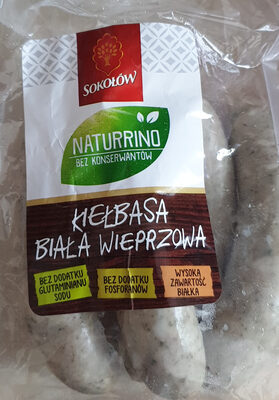 SOKOŁÓW
NATURRINO
BEZ KONSERWANTÓW
KIEŁBASA
BIAŁA WIEPRZOWA
BEZ DODATKU
GLUTAMINIANU
SODU
BEZ DODATKU
FOSFORANÓW
WYSOKA
ZAWARTOŚĆ
BIAŁKA